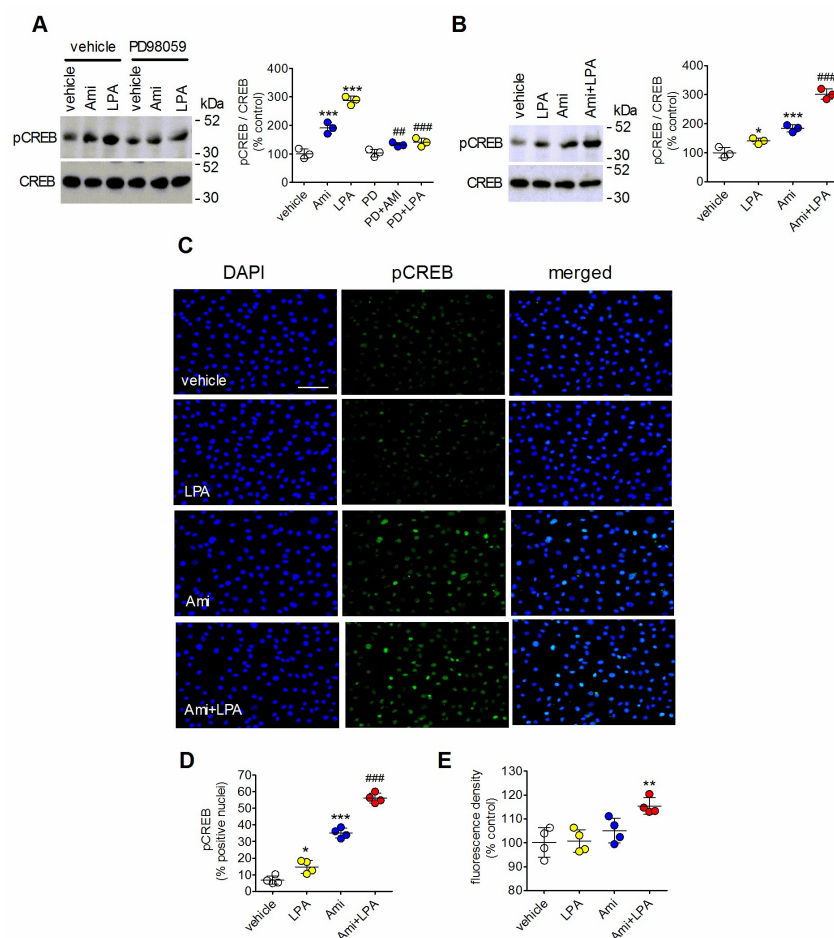 A
vehicle PD98059
vehicle
Ami
LPA
vehicle
Ami
LPA
kDa
pCREB
- 52
- 30
CREB
- 52
- 30
pCREB / CREB
(% control)
400
300
200
100
0
***
***
##
###
vehicle
Ami
LPA
PD
PD+AMI
PD+LPA
B
vehicle
LPA
Ami
Ami+LPA
kDa
pCREB
- 52
- 30
CREB
- 52
- 30
pCREB / CREB
(% control)
400
300
200
100
0
*
***
###
vehicle
LPA
Ami
Ami+LPA
C
DAPI pCREB merged
vehicle
LPA
Ami
Ami+LPA
D
pCREB
(% positive nuclei)
70
60
50
40
30
20
10
0
*
***
###
vehicle
LPA
Ami
Ami+LPA
E
fluorescence density
(% control)
130
120
110
100
90
80
**
vehicle
LPA
Ami
Ami+LPA